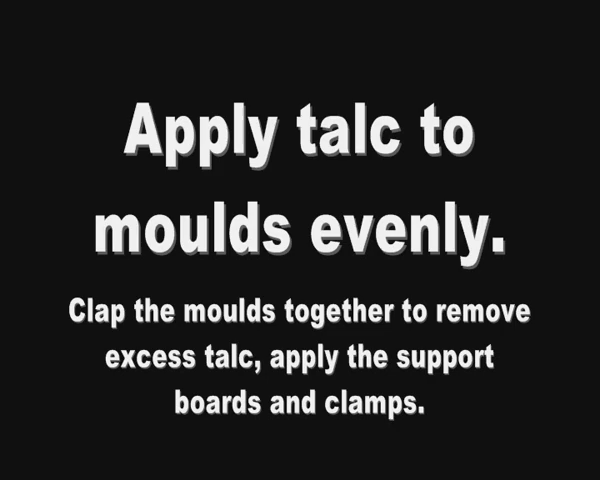 Apply talc to
moulds evenly.
Clap the moulds together to remove
excess talc, apply the support
boards and clamps.